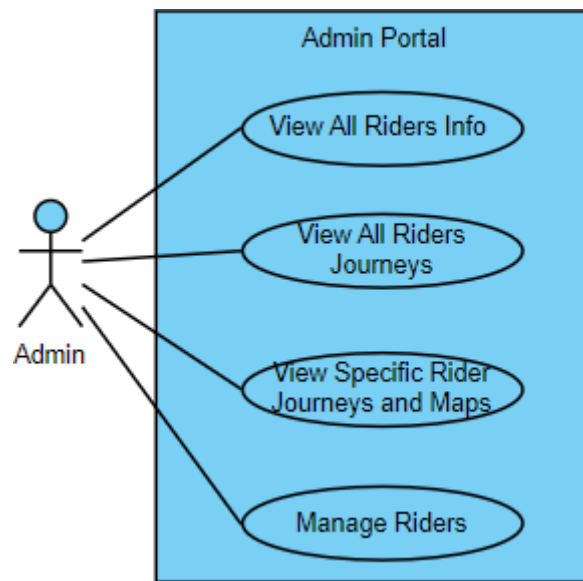 Admin Portal
View All Riders Info
View All Riders
Journeys
Admin
View Specific Rider
Journeys and Maps
Manage Riders